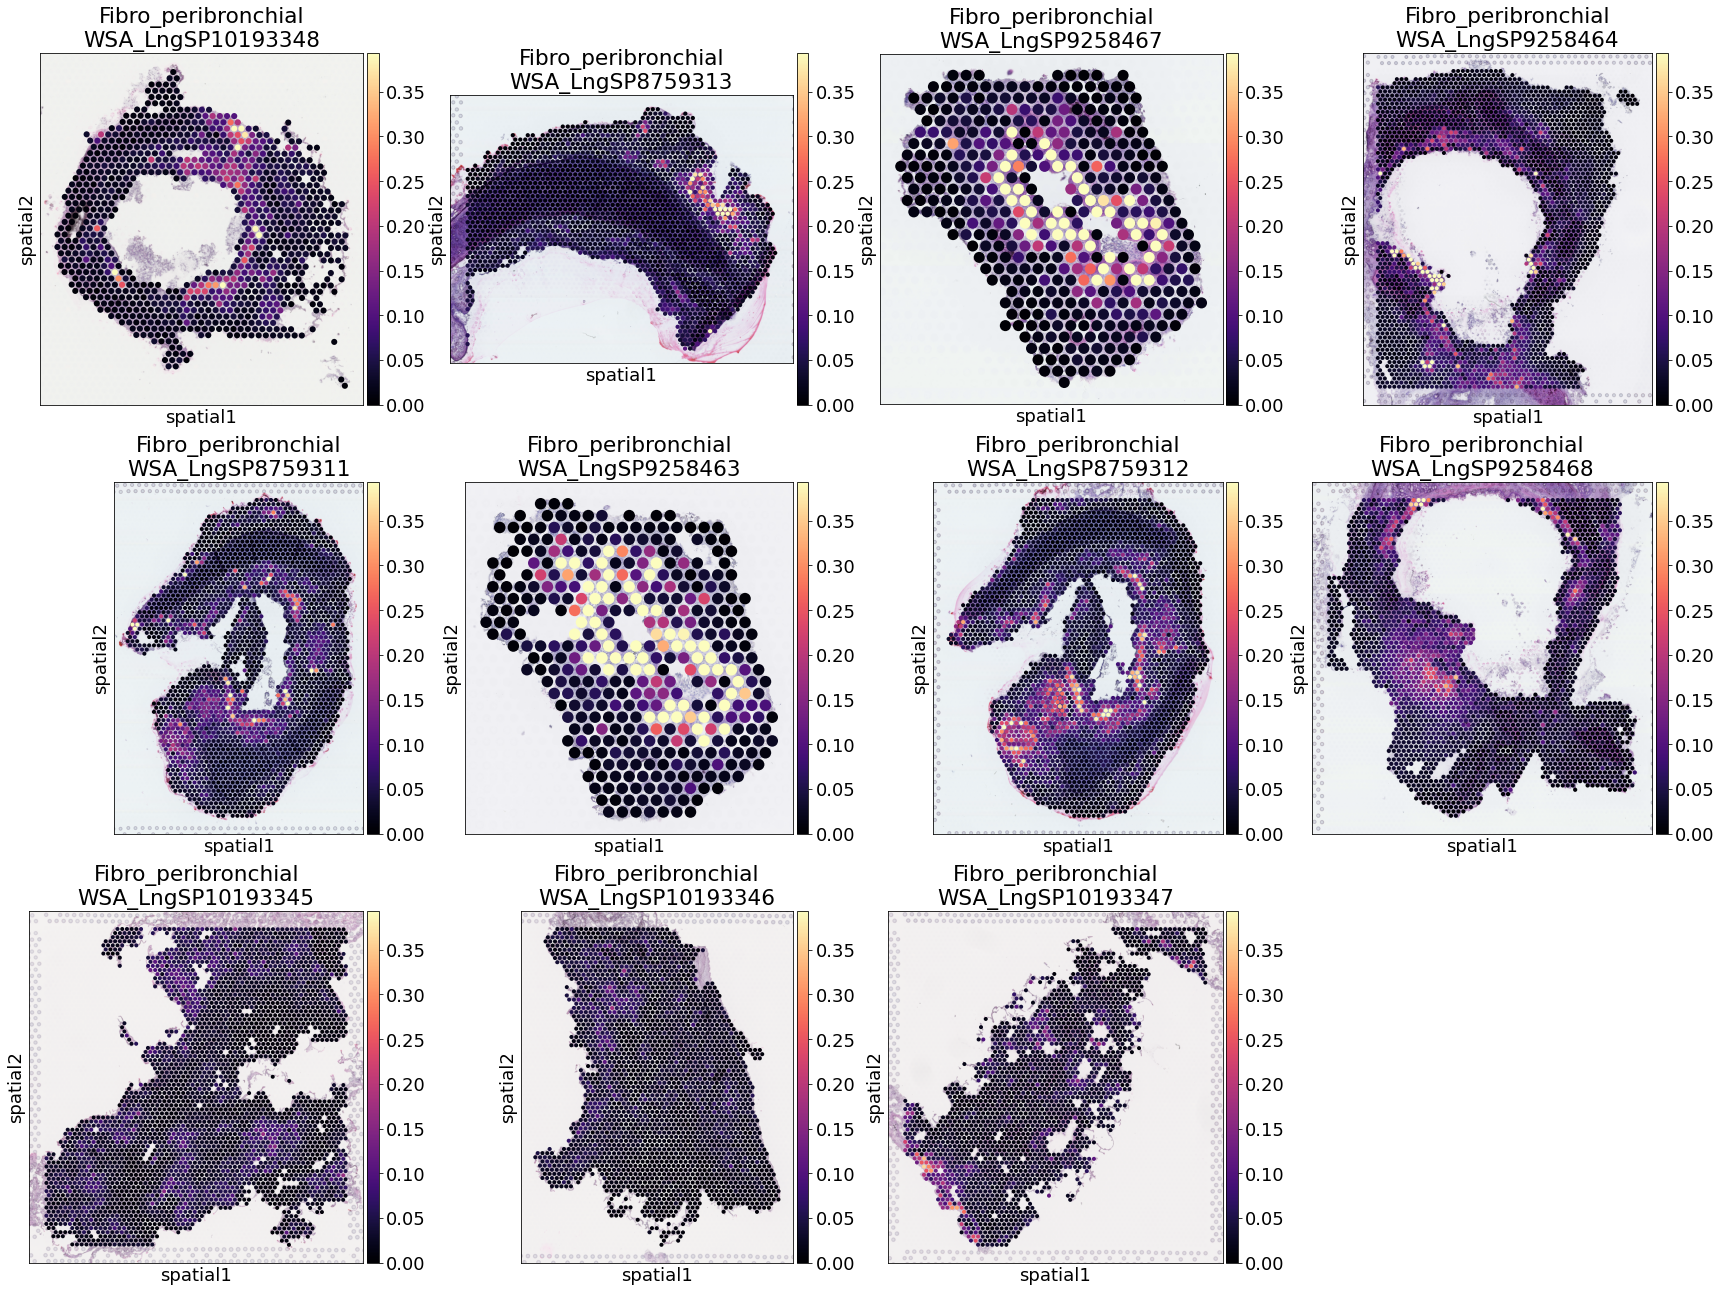 Fibro_peribronchial
WSA_LngSP10193348
0.35
0.30
0.25
0.20
0.15
0.10
0.05
0.00
spatial2
spatial1
Fibro_peribronchial
WSA_LngSP8759313
0.35
0.30
0.25
0.20
0.15
0.10
0.05
0.00
spatial2
spatial1
Fibro_peribronchial
WSA_LngSP9258467
0.35
0.30
0.25
0.20
0.15
0.10
0.05
0.00
spatial2
spatial1
Fibro_peribronchial
WSA_LngSP9258464
0.35
0.30
0.25
0.20
0.15
0.10
0.05
0.00
spatial2
spatial1
Fibro_peribronchial
WSA_LngSP8759311
0.35
0.30
0.25
0.20
0.15
0.10
0.05
0.00
spatial2
spatial1
Fibro_peribronchial
WSA_LngSP9258463
0.35
0.30
0.25
0.20
0.15
0.10
0.05
0.00
spatial2
spatial1
Fibro_peribronchial
WSA_LngSP8759312
0.35
0.30
0.25
0.20
0.15
0.10
0.05
0.00
spatial2
spatial1
Fibro_peribronchial
WSA_LngSP9258468
0.35
0.30
0.25
0.20
0.15
0.10
0.05
0.00
spatial2
spatial1
Fibro_peribronchial
WSA_LngSP10193345
0.35
0.30
0.25
0.20
0.15
0.10
0.05
0.00
spatial2
spatial1
Fibro_peribronchial
WSA_LngSP10193346
0.35
0.30
0.25
0.20
0.15
0.10
0.05
0.00
spatial2
spatial1
Fibro_peribronchial
WSA_LngSP10193347
0.35
0.30
0.25
0.20
0.15
0.10
0.05
0.00
spatial2
spatial1